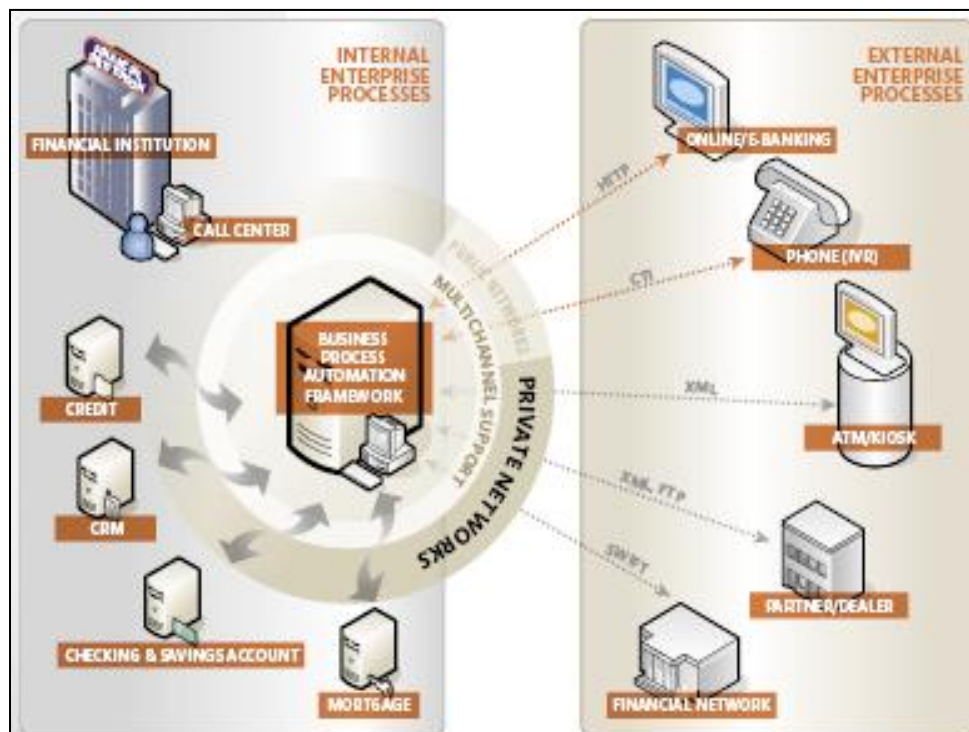 INTERNAL
ENTERPRISE
PROCESSES
EXTERNAL
ENTERPRISE
PROCESSES
FINANCIAL INSTITUTION
CALL CENTER
ONLINE/E-BANKING
HTTP
PHONE (IVR)
CTI
MULTICHANNEL SUPPORT
PRIVATE NETWORKS
BUSINESS
PROCESS
AUTOMATION
FRAMEWORK
XML
ATM/KIOSK
CREDIT
CRM
XML FTP
PARTNER/DEALER
SWIFT
CHECKING & SAVINGS ACCOUNT
MORTGAGE
FINANCIAL NETWORK